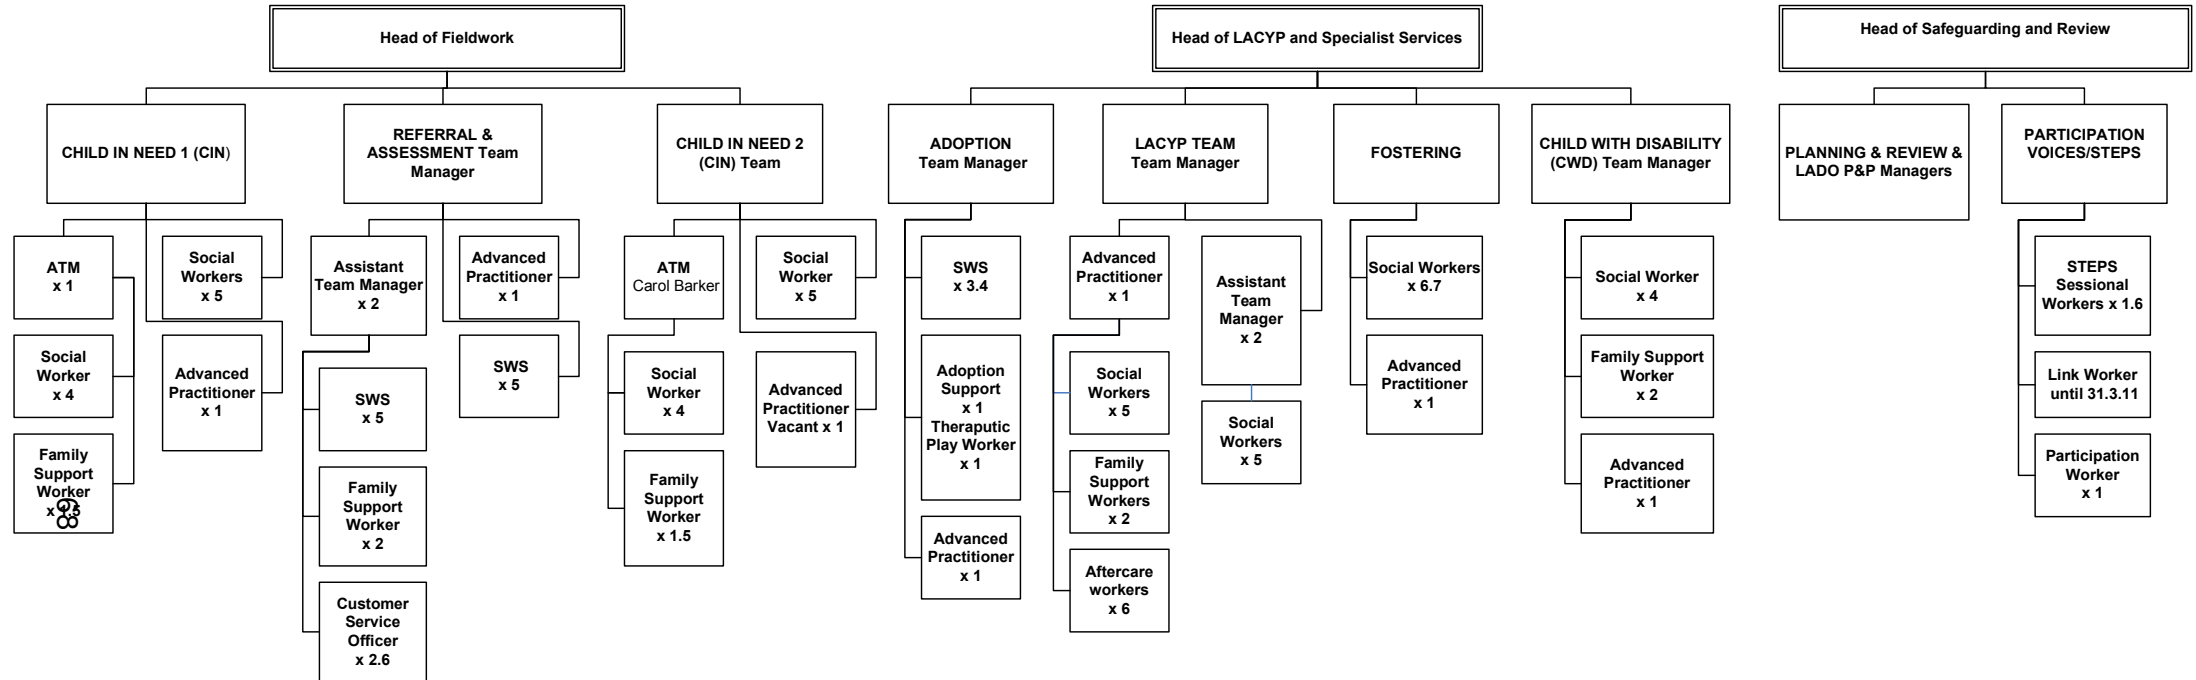 Head of Fieldwork
Head of LACYP and Specialist Services
Head of Safeguarding and Review
CHILD IN NEED 1 (CIN)
REFERRAL &
ASSESSMENT Team
Manager
CHILD IN NEED 2
(CIN) Team
ADOPTION
Team Manager
LACYP TEAM
Team Manager
FOSTERING
CHILD WITH DISABILITY
(CWD) Team Manager
PLANNING & REVIEW &
LADO P&P Managers
PARTICIPATION
VOICES/STEPS
ATM
x 1
Social
Workers
x 5
Social
Worker
x 4
Advanced
Practitioner
x 1
Family
Support
Worker
x 1.5
Assistant
Team Manager
x 2
Advanced
Practitioner
x 1
SWS
x 5
SWS
x 5
Family
Support
Worker
x 2
Customer
Service
Officer
x 2.6
ATM
Carol Barker
Social
Worker
x 5
Social
Worker
x 4
Advanced
Practitioner
Vacant x 1
Family
Support
Worker
x 1.5
SWS
x 3.4
Adoption
Support
x 1
Theraputic
Play Worker
x 1
Advanced
Practitioner
x 1
Advanced
Practitioner
x 1
Assistant
Team
Manager
x 2
Social
Workers
x 5
Social
Workers
x 5
Family
Support
Workers
x 2
Aftercare
workers
x 6
Social Workers
x 6.7
Advanced
Practitioner
x 1
Social Worker
x 4
Family Support
Worker
x 2
Advanced
Practitioner
x 1
STEPS
Sessional
Workers x 1.6
Link Worker
until 31.3.11
Participation
Worker
x 1